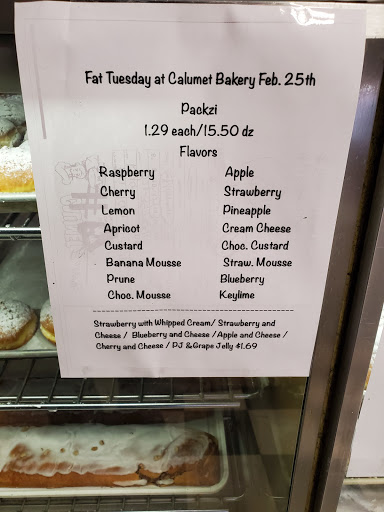 Fat Tuesday at Calumet Bakery Feb. 25th
Packzi
1.29 each/15.50 dz
Flavors
Raspberry Apple
Cherry Strawberry
Lemon Pineapple
Apricot Cream Cheese
Custard Choc. Custard
Banana Mousse Straw. Mousse
Prune Blueberry
Choc. Mousse Keylime
Strawberry with Whipped Cream/ Strawberry and
Cheese / Blueberry and Cheese / Apple and Cheese /
Cherry and Cheese / PJ &Grape Jelly $1.69